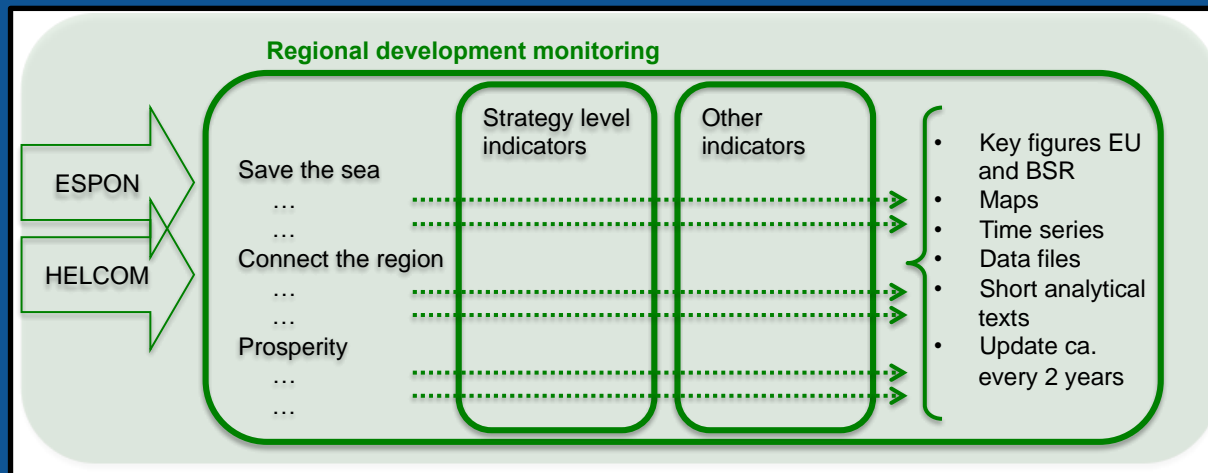 Regional development monitoring
ESPON
HELCOM
Save the sea
…
…
Connect the region
…
…
Prosperity
…
…
Strategy level
indicators
Other
indicators
• Key figures EU
and BSR
• Maps
• Time series
• Data files
• Short analytical
texts
• Update ca.
every 2 years